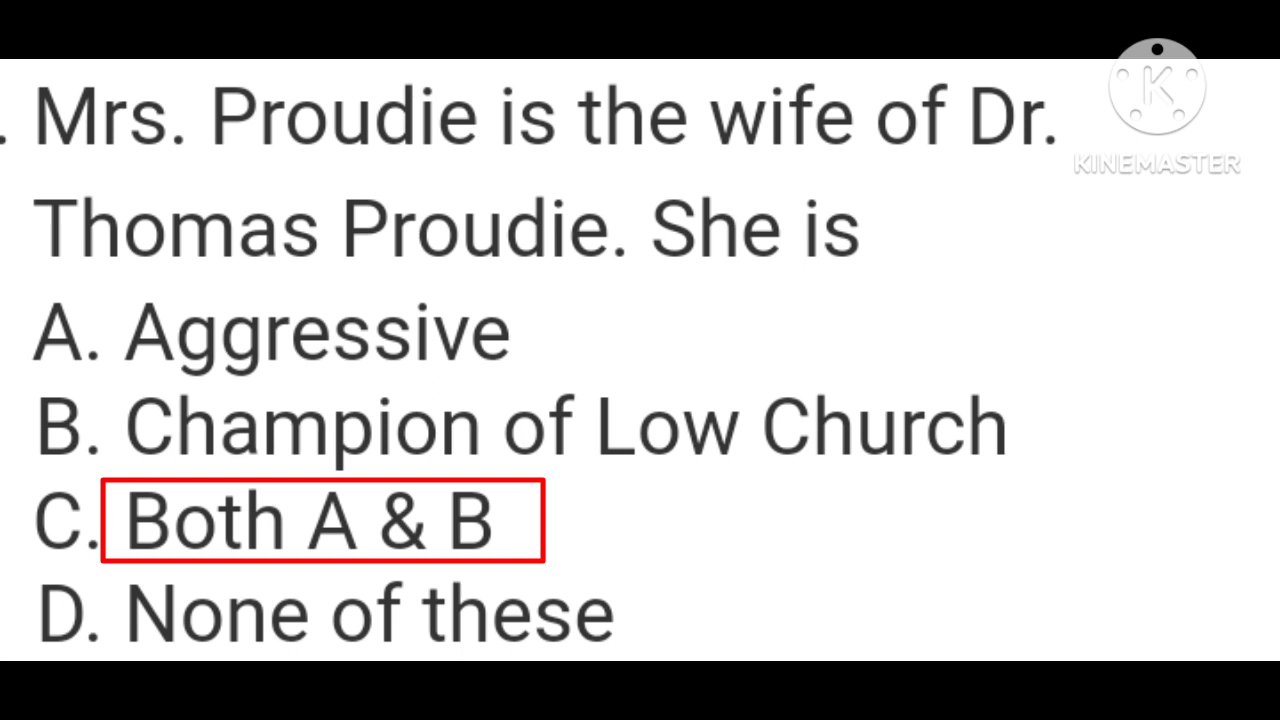 . Mrs. Proudie is the wife of Dr.
KINEMASTER
Thomas Proudie. She is
A. Aggressive
B. Champion of Low Church
C. Both A & B
D. None of these